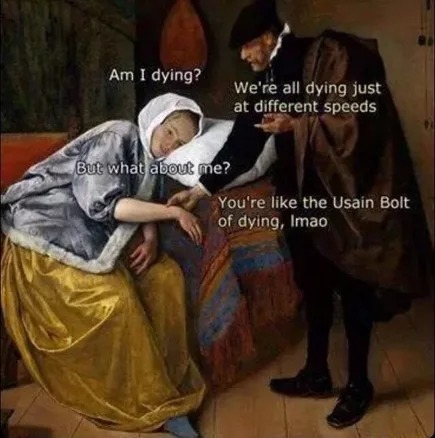 Am I dying?
We're all dying just
at different speeds
But what about me?
You're like the Usain Bolt
of dying, lmao